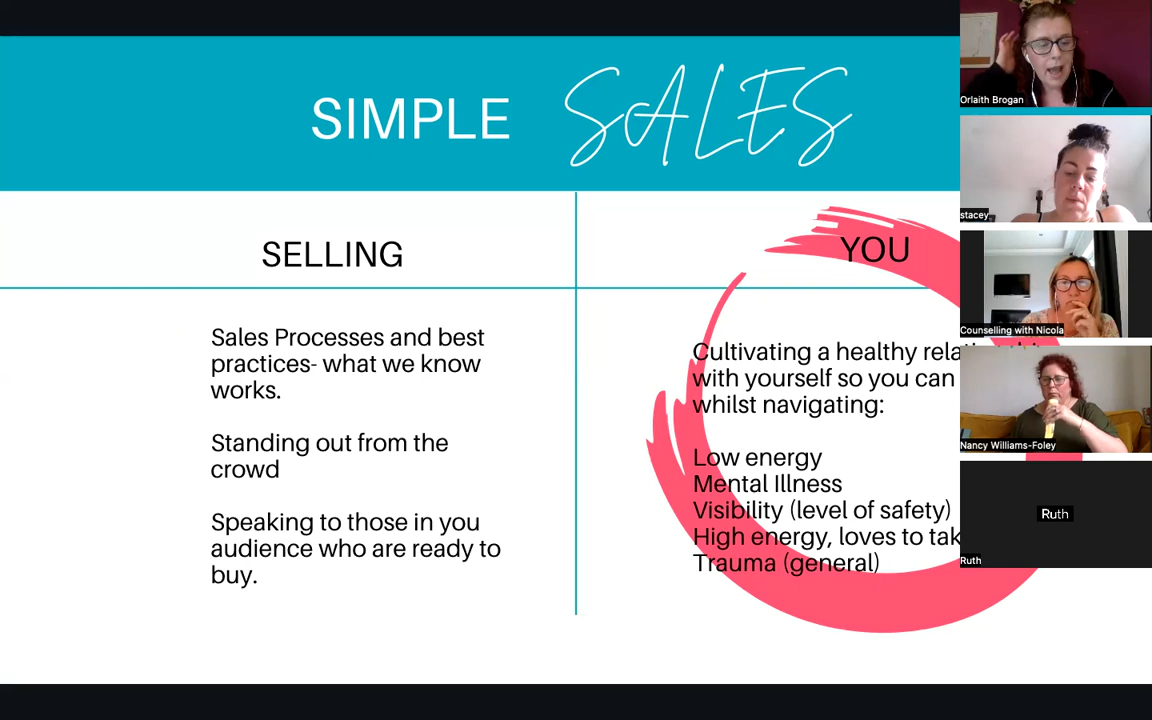 SIMPLE SALES
SELLING
YOU
Sales Processes and best
practices- what we know
works.
Standing out from the
crowd
Speaking to those in you
audience who are ready to
buy.
Cultivating a healthy
with yourself so you can
whilst navigating:
Low energy
Mental Illness
Visibility (level of safety)
High energy, loves to
Trauma (general)
Orlaith Brogan
stacey
Counselling with Nicola
Nancy Williams-Foley
Ruth
Ruth